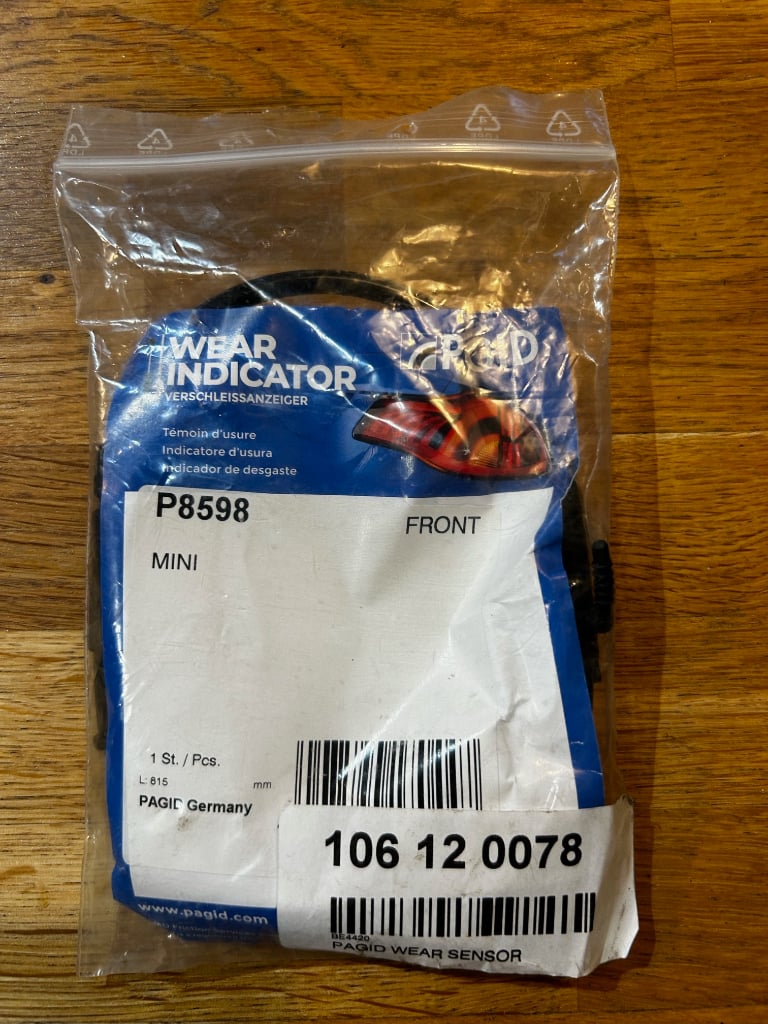 WEAR
INDICATOR
VERSCHLEISSANZEIGER
PAGID
Témoin d'usure
Indicatore d'usura
Indicador de desgaste
P8598
FRONT
MINI
1 St. / Pcs.
L: 815 mm
PAGID Germany
106 12 0078
BE4420
PAGID WEAR SENSOR
www.pagid.com